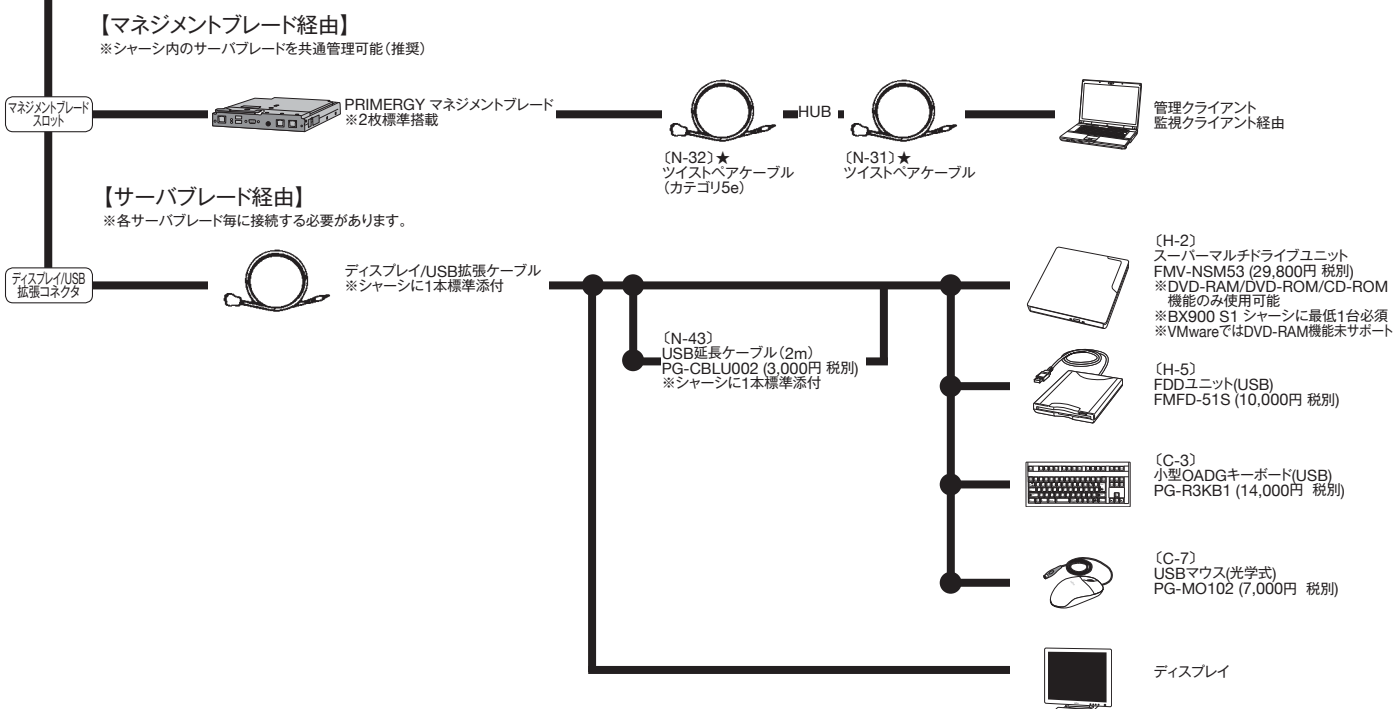 【マネジメントブレード経由】
※シャーシ内のサーバブレードを共通管理可能（推奨）
マネジメントブレード
スロット
PRIMERGY マネジメントブレード
※2枚標準搭載
HUB
管理クライアント
監視クライアント経由
〔N-32〕★
ツイストペアケーブル
（カテゴリ5e）
〔N-31〕★
ツイストペアケーブル
【サーバブレード経由】
※各サーバブレード毎に接続する必要があります。
ディスプレイ/USB
拡張コネクタ
ディスプレイ/USB拡張ケーブル
※シャーシに1本標準添付
〔N-43〕
USB延長ケーブル（2m）
PG-CBLU002 (3,000円 税別)
※シャーシに1本標準添付
〔H-2〕
スーパーマルチドライブユニット
FMV-NSM53 (29,800円 税別)
※DVD-RAM/DVD-ROM/CD-ROM
機能のみ使用可能
※BX900 S1 シャーシに最低1台必須
※VMwareではDVD-RAM機能未サポート
〔H-5〕
FDDユニット(USB)
FMFD-51S (10,000円 税別)
〔C-3〕
小型OADGキーボード(USB)
PG-R3KB1 (14,000円 税別)
〔C-7〕
USBマウス(光学式)
PG-MO102 (7,000円 税別)
ディスプレイ